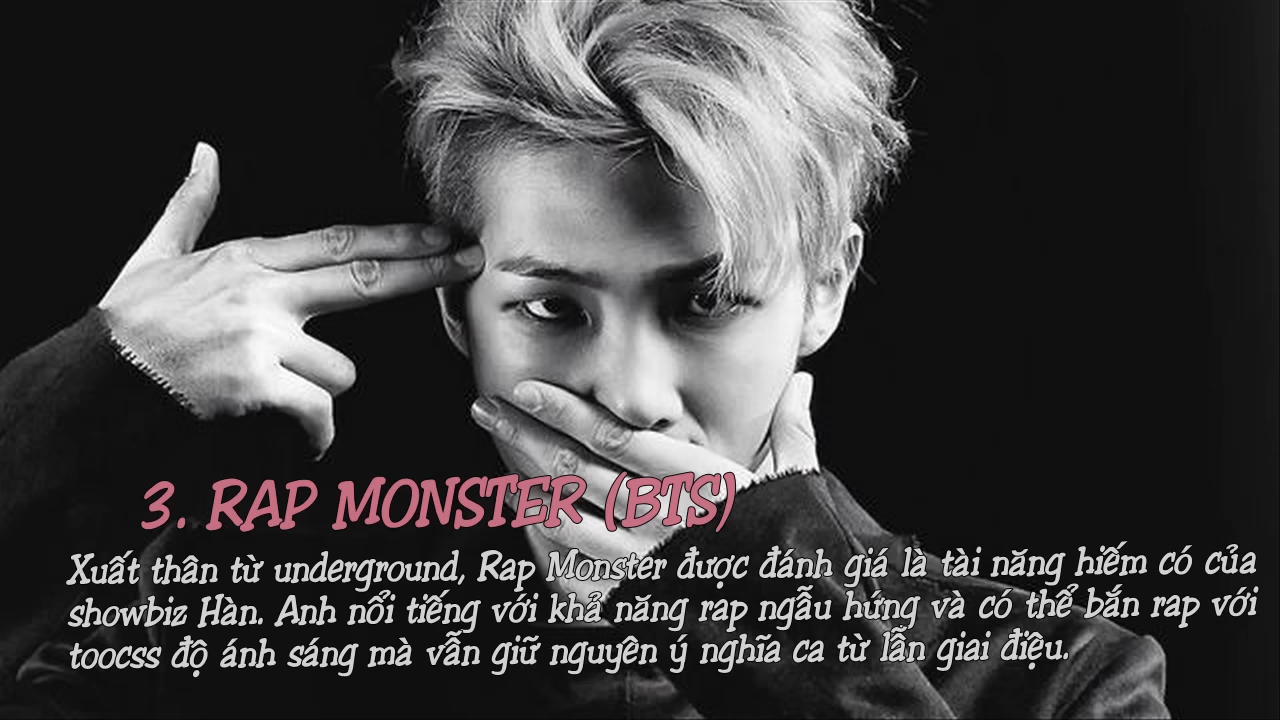 3. RAP MONSTER (BTS)
Xuất thân từ underground, Rap Monster được đánh giá là tài năng hiếm có của
showbiz Hàn. Anh nổi tiếng với khả năng rap ngẫu hứng và có thể bắn rap với
toocss độ ánh sáng mà vẫn giữ nguyên ý nghĩa ca từ lẫn giai điệu.